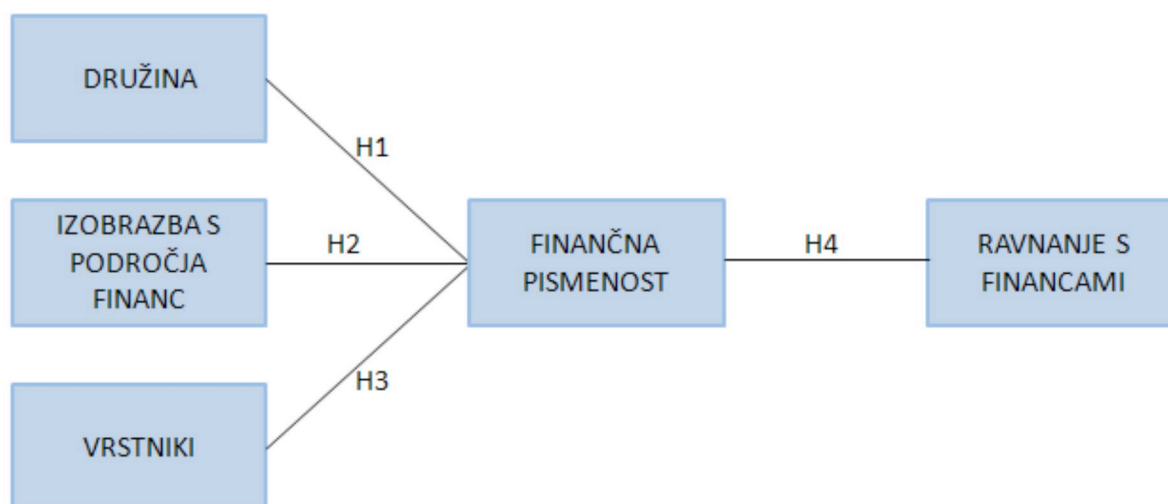 DRUŽINA
H1
IZOBRAZBA S
PODROČJA
FINANC
H2
FINANČNA
PISMENOST
H4
RAVNANJE S
FINANCAMI
H3
VRSTNIKI